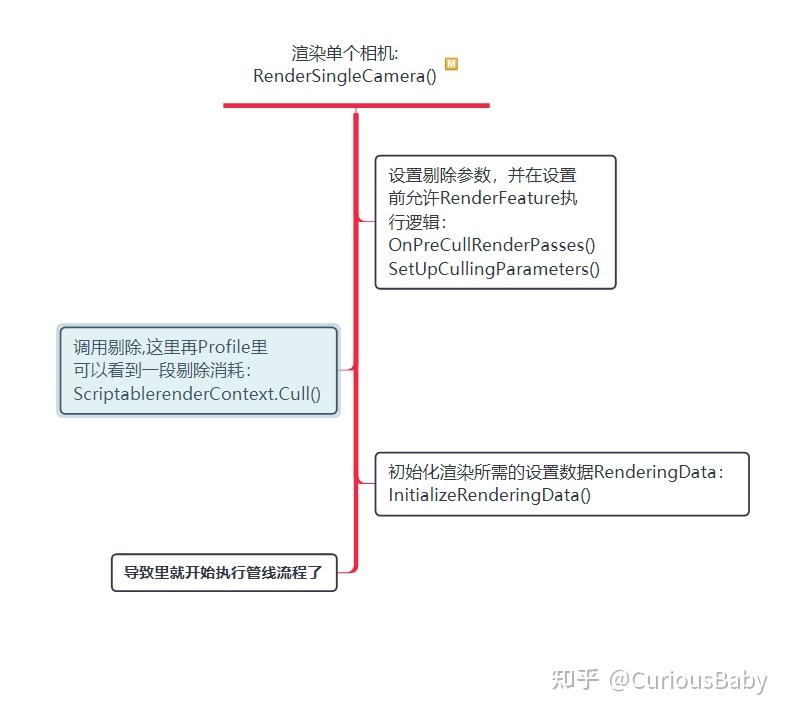 渲染单个相机:
RenderSingleCamera()
M
设置剔除参数，并在设置
前允许RenderFeature执
行逻辑：
OnPreCullRenderPasses()
SetUpCullingParameters()
调用剔除,这里再Profile里
可以看到一段剔除消耗：
ScriptablerenderContext.Cull()
初始化渲染所需的设置数据RenderingData：
InitializeRenderingData()
导致里就开始执行管线流程了
知乎 @CuriousBaby